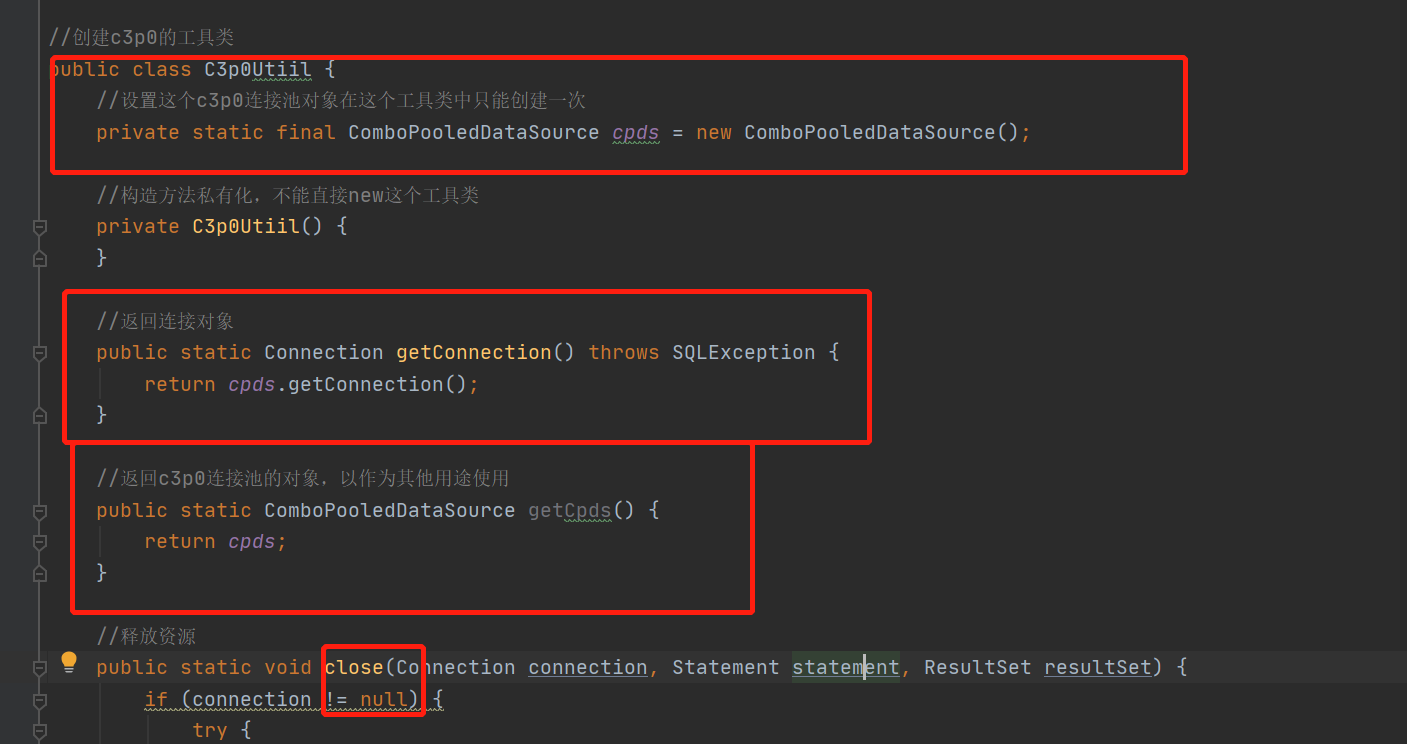 //创建c3p0的工具类
public class C3p0Utiil {
//设置这个c3p0连接池对象在这个工具类中只能创建一次
private static final ComboPooledDataSource cpds = new ComboPooledDataSource();
//构造方法私有化，不能直接new这个工具类
private C3p0Utiil() {
}
//返回连接对象
public static Connection getConnection() throws SQLException {
return cpds.getConnection();
}
//返回c3p0连接池的对象，以作为其他用途使用
public static ComboPooledDataSource getCpds() {
return cpds;
}
//释放资源
public static void close(Connection connection, Statement statement, ResultSet resultSet) {
if (connection != null) {
try {